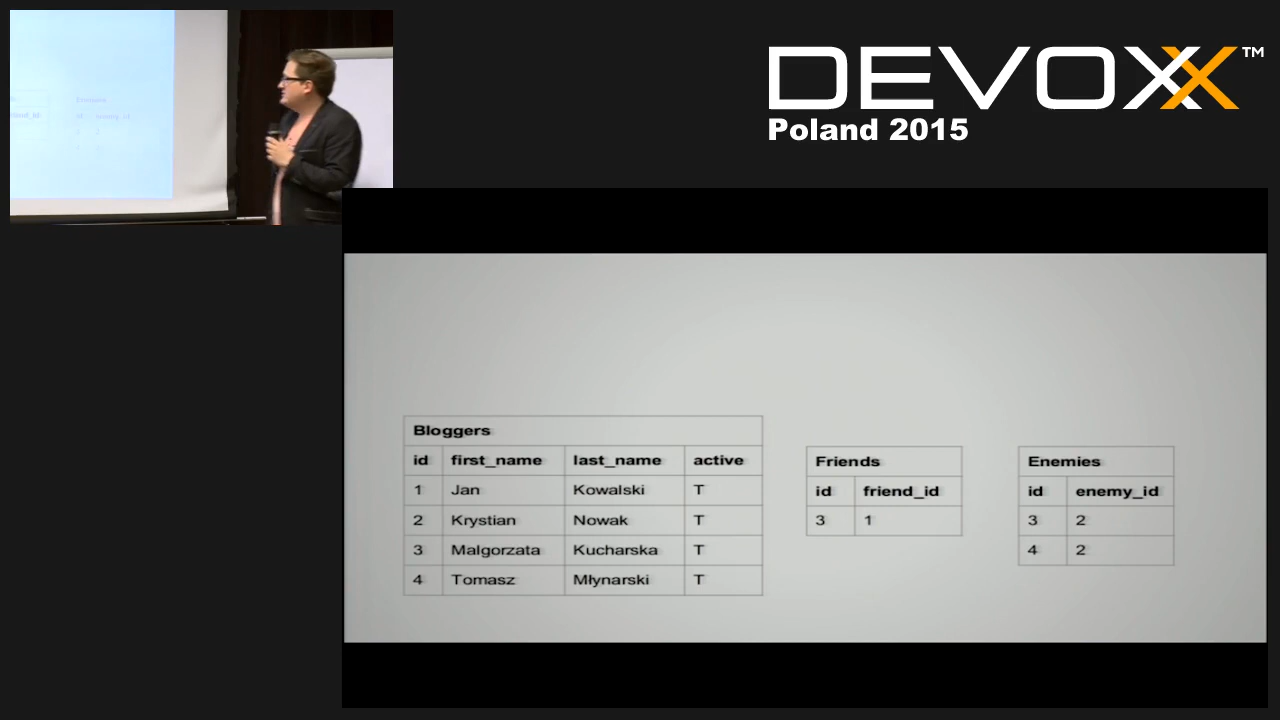 DEVOXX™
Poland 2015
Bloggers
id first_name last_name active
1 Jan Kowalski T
2 Krystian Nowak T
3 Malgorzata Kucharska T
4 Tomasz Młynarski T
Friends
id friend_id
3 1
Enemies
id enemy_id
3 2
4 2